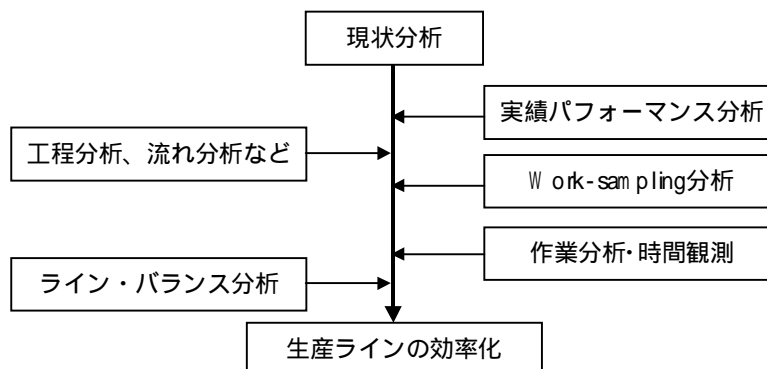 現状分析
実績パフォーマンス分析
工程分析、流れ分析など
Work-sampling分析
作業分析・時間観測
ライン・バランス分析
生産ラインの効率化